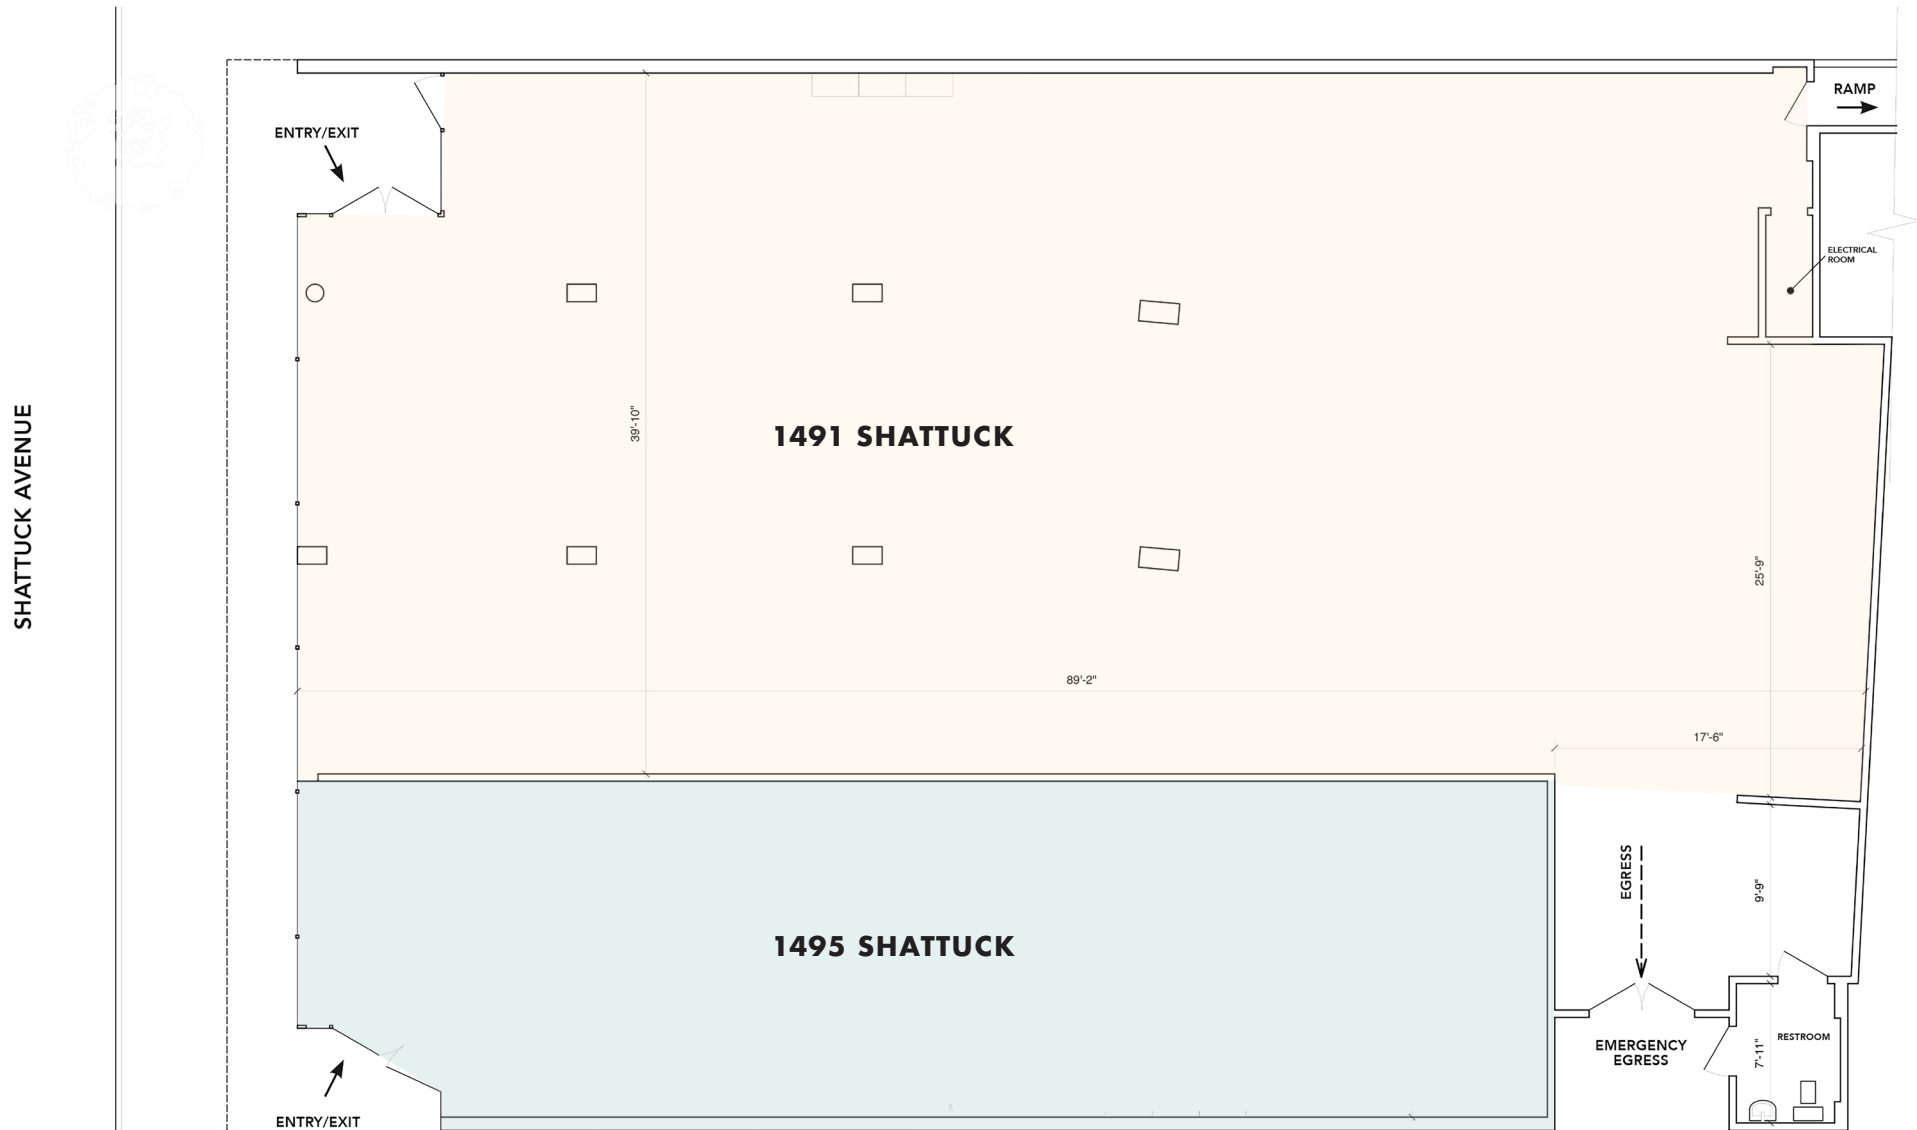 RAMP
ENTRY/EXIT
ELECTRICAL
ROOM
SHATTUCK AVENUE
39'-10"
1491 SHATTUCK
25'-9"
89'-2"
17'-6"
EGRESS
9'-9"
1495 SHATTUCK
RESTROOM
EMERGENCY
EGRESS
7'-11"
ENTRY/EXIT